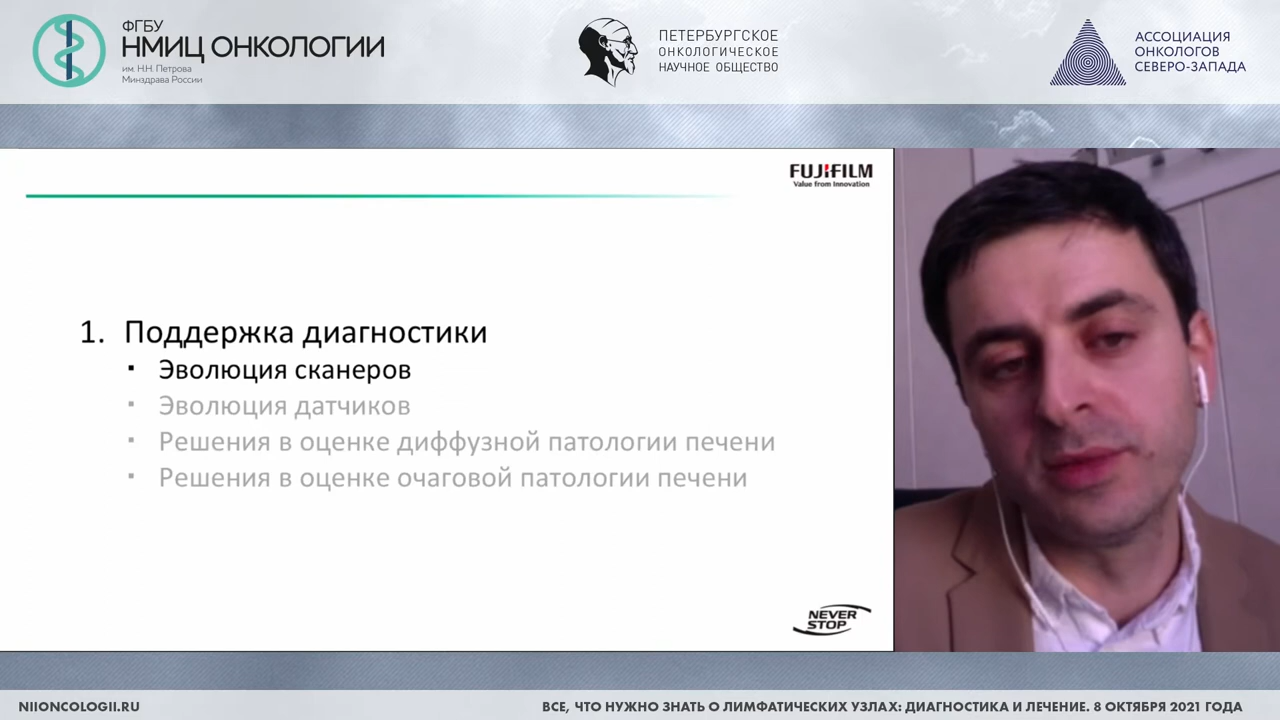 ФГБУ
НМИЦ ОНКОЛОГИИ
им. Н.Н. Петрова
Минздрава России
ПЕТЕРБУРГСКОЕ
ОНКОЛОГИЧЕСКОЕ
НАУЧНОЕ ОБЩЕСТВО
АССОЦИАЦИЯ
ОНКОЛОГОВ
СЕВЕРО-ЗАПАДА
FUJIFILM
Value from Innovation
1. Поддержка диагностики
▪ Эволюция сканеров
▪ Эволюция датчиков
▪ Решения в оценке диффузной патологии печени
▪ Решения в оценке очаговой патологии печени
NEVER
STOP
NIIONCOLOGII.RU
ВСЕ, ЧТО НУЖНО ЗНАТЬ О ЛИМФАТИЧЕСКИХ УЗЛАХ: ДИАГНОСТИКА И ЛЕЧЕНИЕ. 8 ОКТЯБРЯ 2021 ГОДА